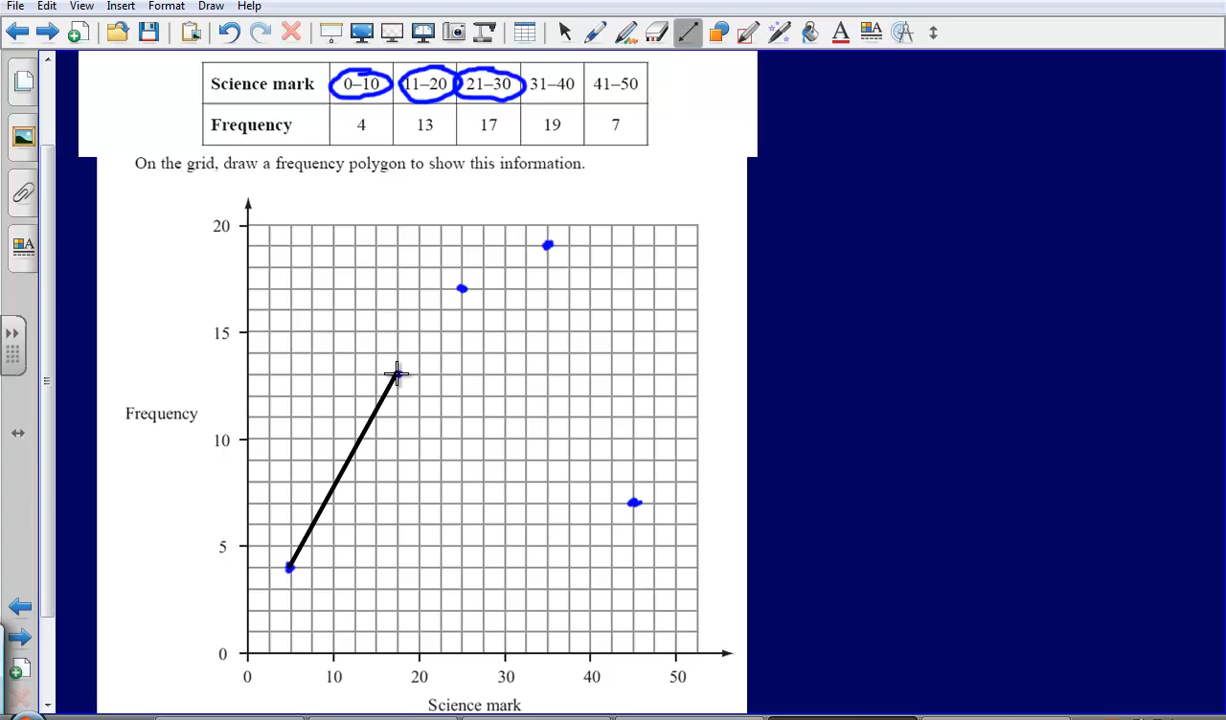 File Edit View Insert Format Draw Help
Science mark 0–10 11–20 21–30 31–40 41–50
Frequency 4 13 17 19 7
On the grid, draw a frequency polygon to show this information.
20
15
Frequency
10
5
0
0 10 20 30 40 50
Science mark